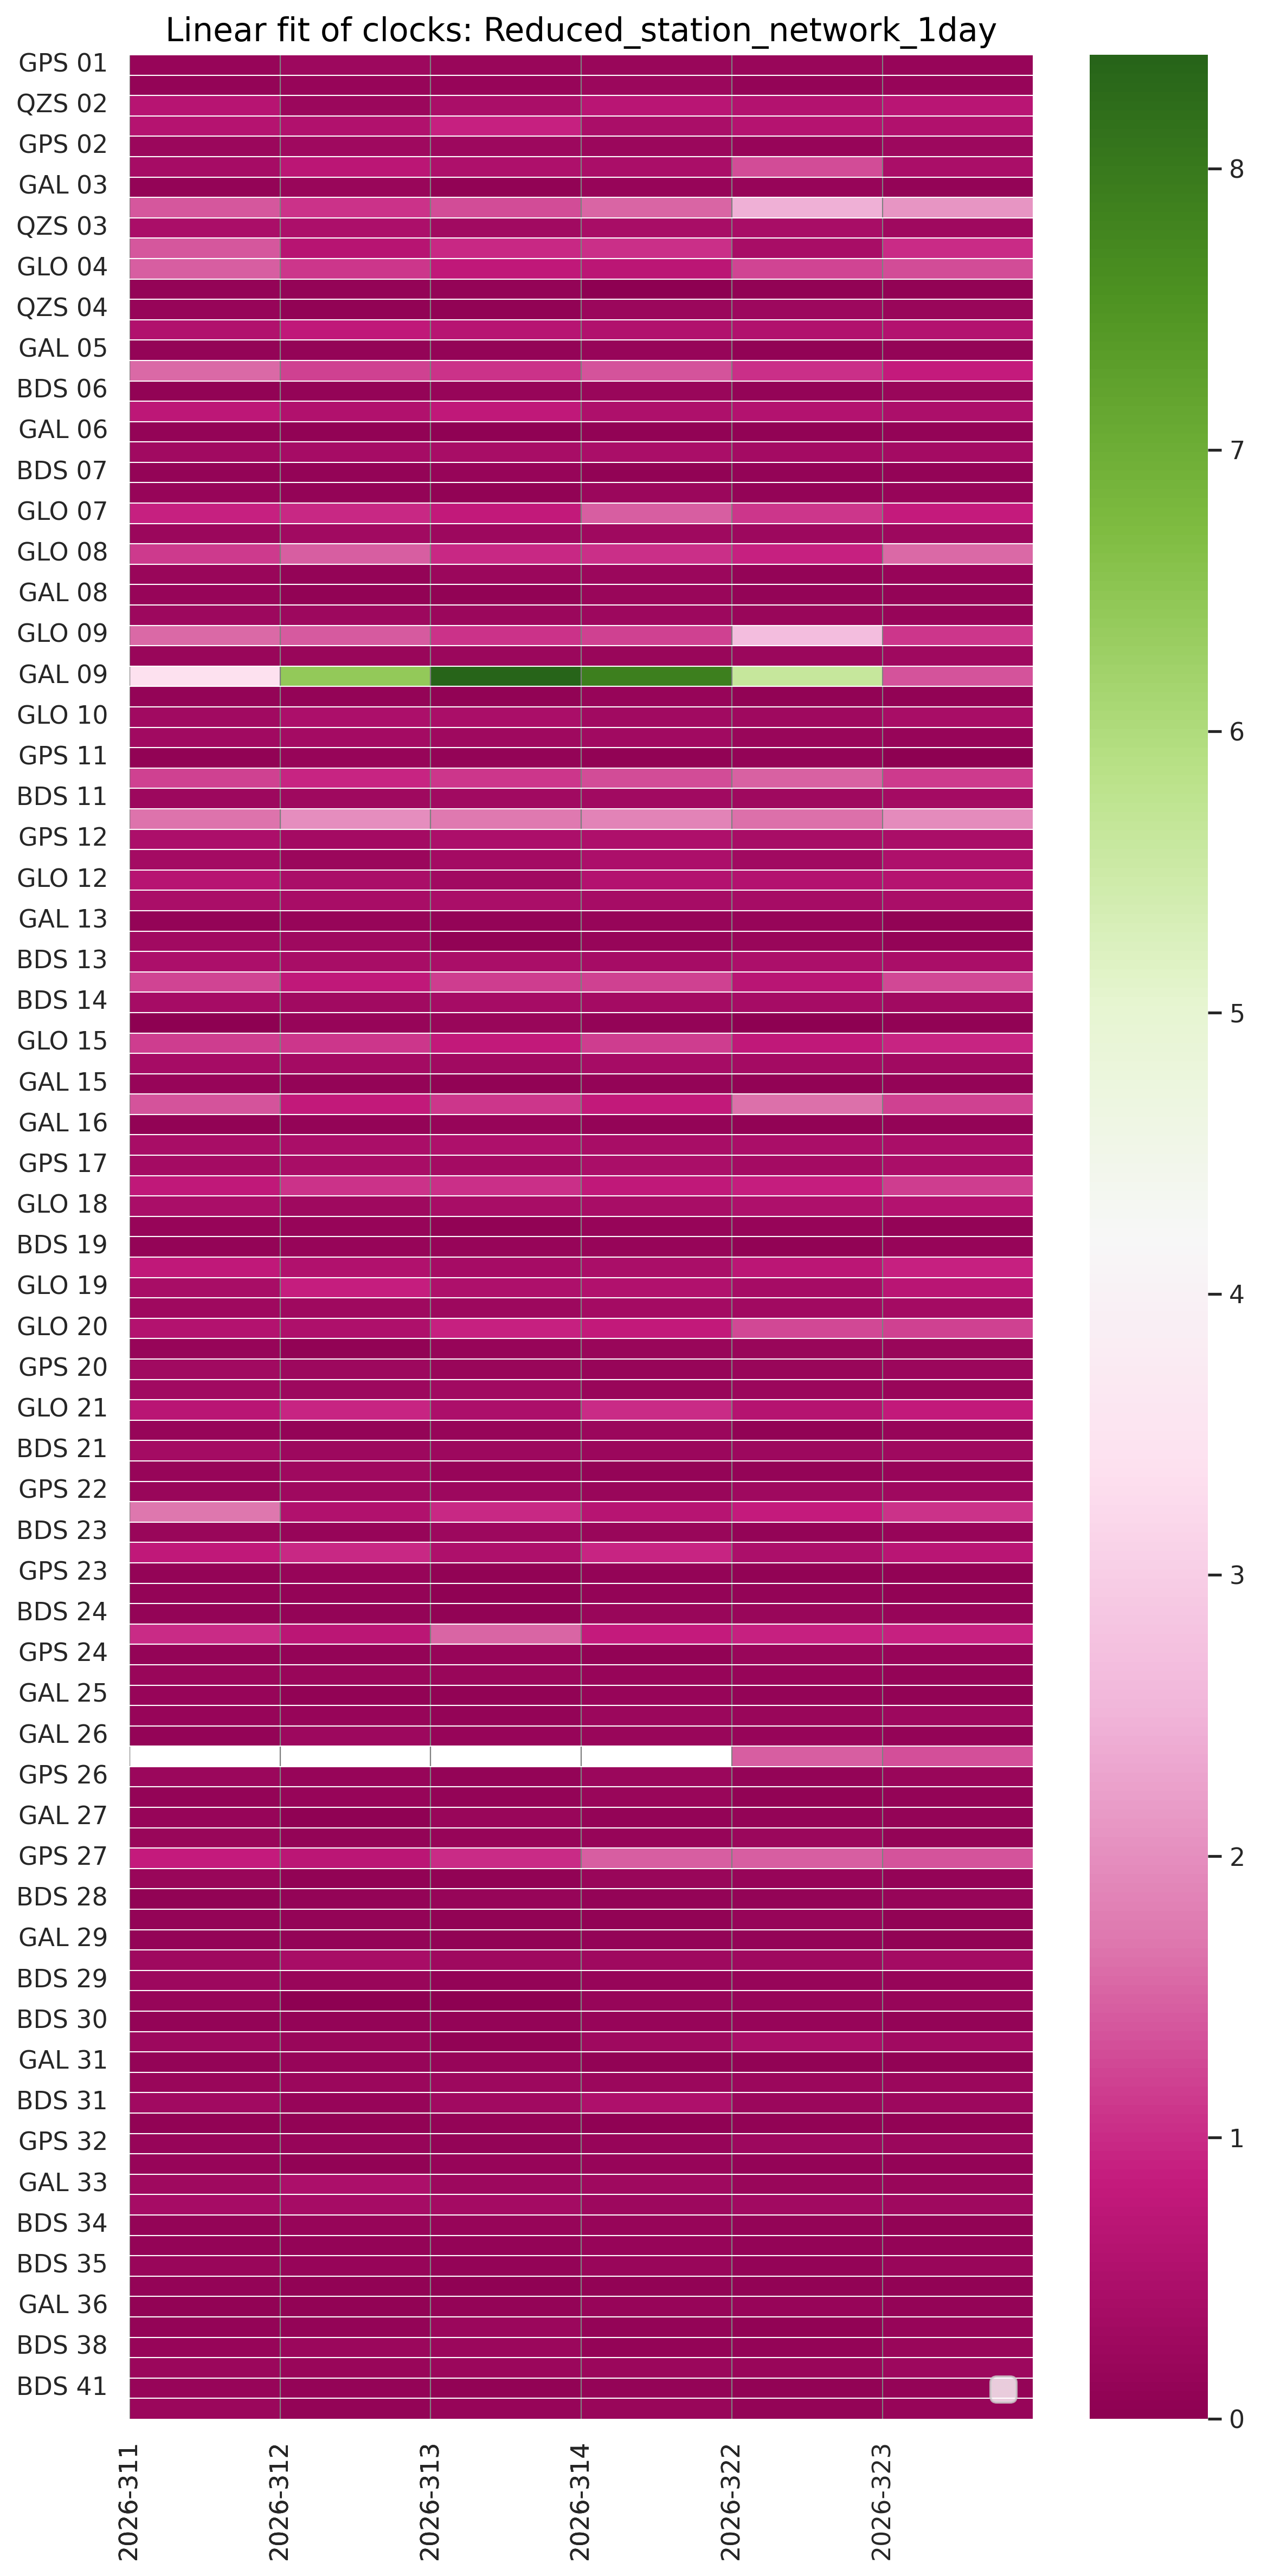 Linear fit of clocks: Reduced_station_network_1day
GPS 01
QZS 02
GPS 02
GAL 03
QZS 03
GLO 04
QZS 04
GAL 05
BDS 06
GAL 06
BDS 07
GLO 07
GLO 08
GAL 08
GLO 09
GAL 09
GLO 10
GPS 11
BDS 11
GPS 12
GLO 12
GAL 13
BDS 13
BDS 14
GLO 15
GAL 15
GAL 16
GPS 17
GLO 18
BDS 19
GLO 19
GLO 20
GPS 20
GLO 21
BDS 21
GPS 22
BDS 23
GPS 23
BDS 24
GPS 24
GAL 25
GAL 26
GPS 26
GAL 27
GPS 27
BDS 28
GAL 29
BDS 29
BDS 30
GAL 31
BDS 31
GPS 32
GAL 33
BDS 34
BDS 35
GAL 36
BDS 38
BDS 41
2026-311
2026-312
2026-313
2026-314
2026-322
2026-323
8
7
6
5
4
3
2
1
0